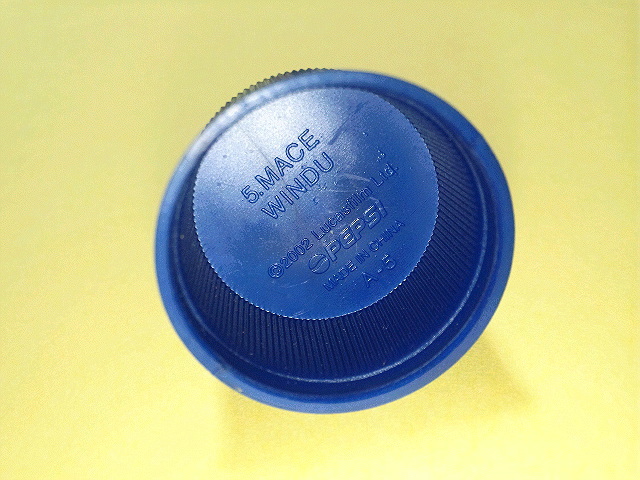 5. MACE
WINDU
©2002 Lucasfilm Ltd.
PEPSI
MADE IN CHINA
A-5